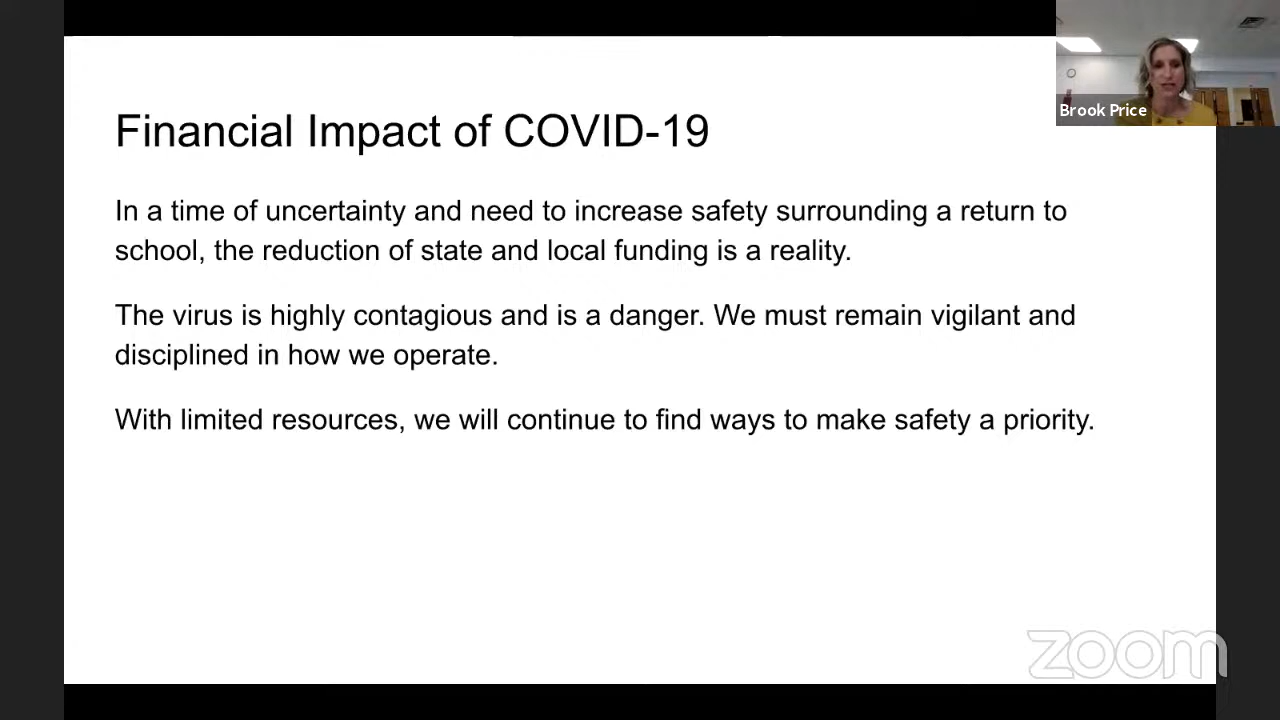 Brook Price
Financial Impact of COVID-19
In a time of uncertainty and need to increase safety surrounding a return to
school, the reduction of state and local funding is a reality.
The virus is highly contagious and is a danger. We must remain vigilant and
disciplined in how we operate.
With limited resources, we will continue to find ways to make safety a priority.
zoom